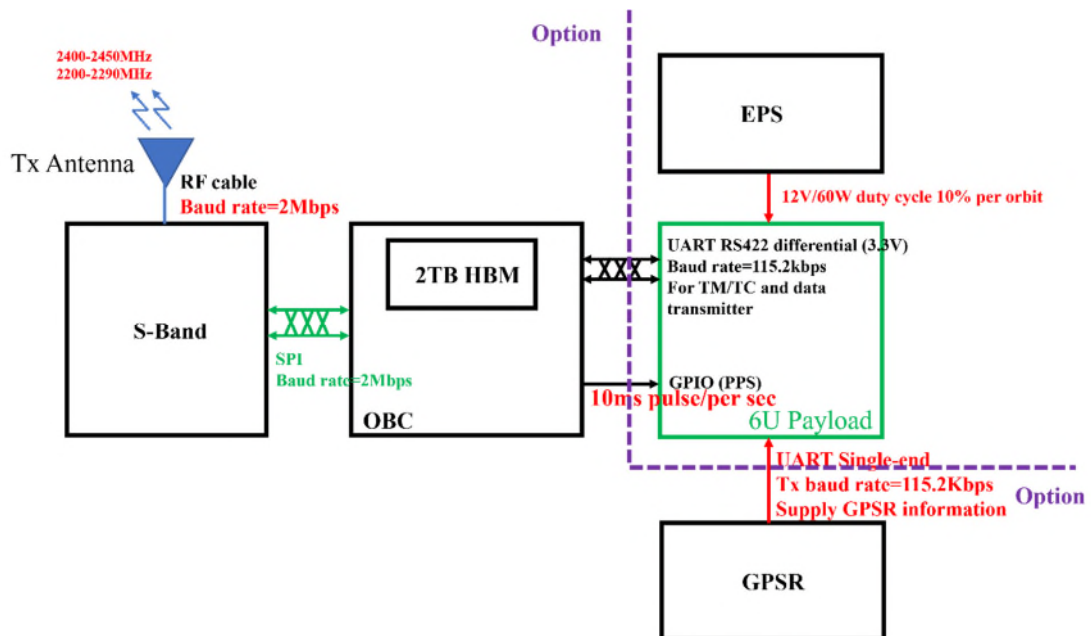 Option
2400-2450MHz
2200-2290MHz
EPS
Tx Antenna
RF cable
Baud rate=2Mbps
12V/60W duty cycle 10% per orbit
2TB HBM
UART RS422 differential (3.3V)
Baud rate=115.2kbps
For TM/TC and data
transmitter
S-Band
SPI
Baud rate=2Mbps
GPIO (PPS)
10ms pulse/per sec
OBC
6U Payload
UART Single-end
Tx baud rate=115.2Kbps
Supply GPSR information
Option
GPSR